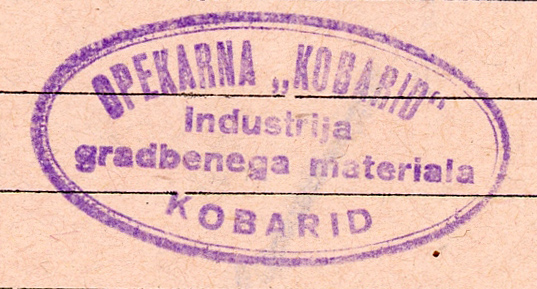 OPEKARNA „KOBARID“
Industrija
gradbenega materiala
KOBARID